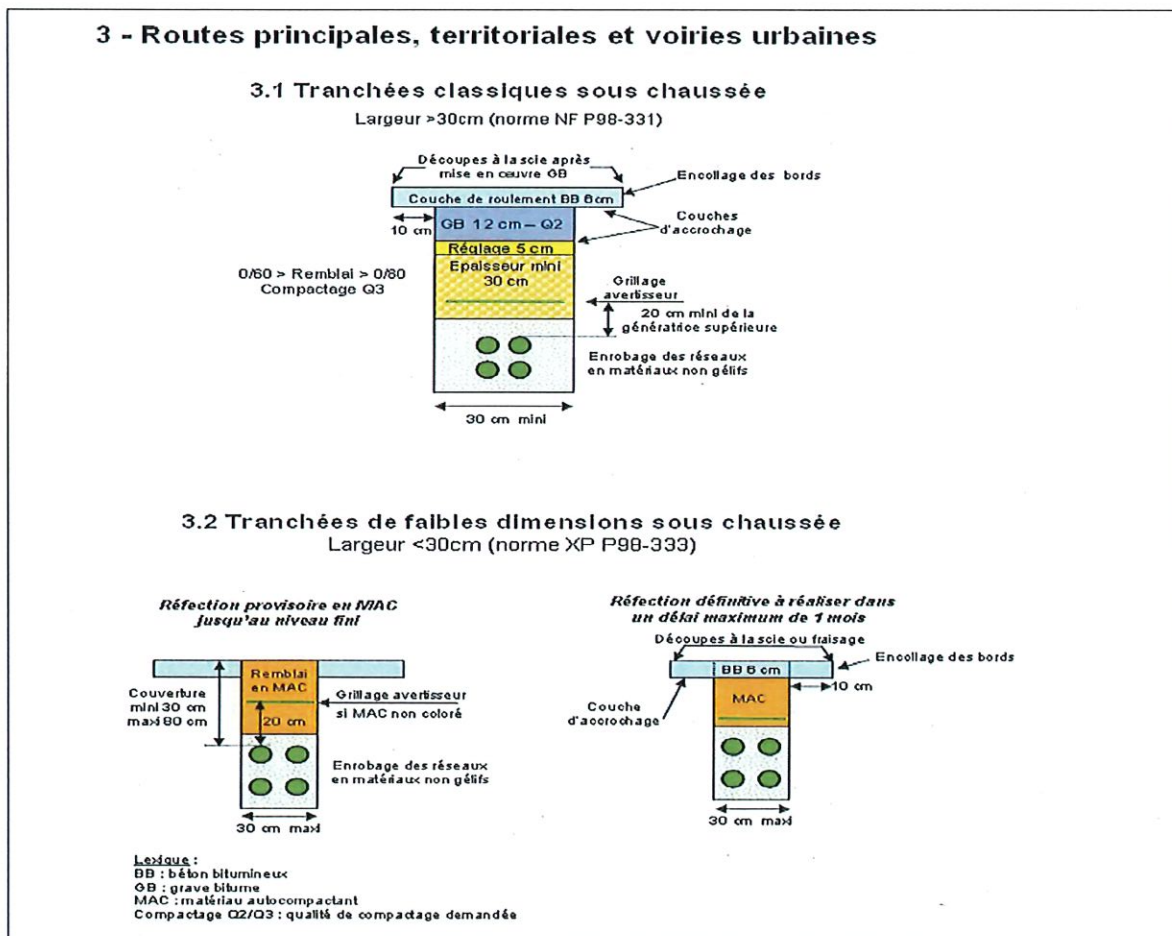 3 - Routes principales, territoriales et voiries urbaines
3.1 Tranchées classiques sous chaussée
Largeur >30cm (norme NF P98-331)
Découpes à la scie après
mise en œuvre GB
Encollage des bords
Couche de roulement BB 6cm
10 cm
GB 12 cm – Q2
Couches
d'accrochage
Réglage 5 cm
0/60 > Remblai > 0/80
Compactage Q3
Epaisseur mini
30 cm
Grillage
avertisseur
20 cm mini de la
génératrice supérieure
Enrobage des réseaux
en matériaux non gélifs
30 cm mini
3.2 Tranchées de faibles dimensions sous chaussée
Largeur <30cm (norme XP P98-333)
Réfection provisoire en MAC
jusqu'au niveau fini
Couverture
mini 30 cm
maxi 80 cm
Remblai
en MAC
20 cm
Grillage avertisseur
si MAC non coloré
Enrobage des réseaux
en matériaux non gélifs
30 cm maxi
Réfection définitive à réaliser dans
un délai maximum de 1 mois
Découpes à la scie ou fraisage
Encollage des bords
BB 6 cm
10 cm
Couche
d'accrochage
MAC
30 cm maxi
Lexique :
BB : béton bitumineux
GB : grave bitume
MAC : matériau autocompactant
Compactage Q2/Q3 : qualité de compactage demandée